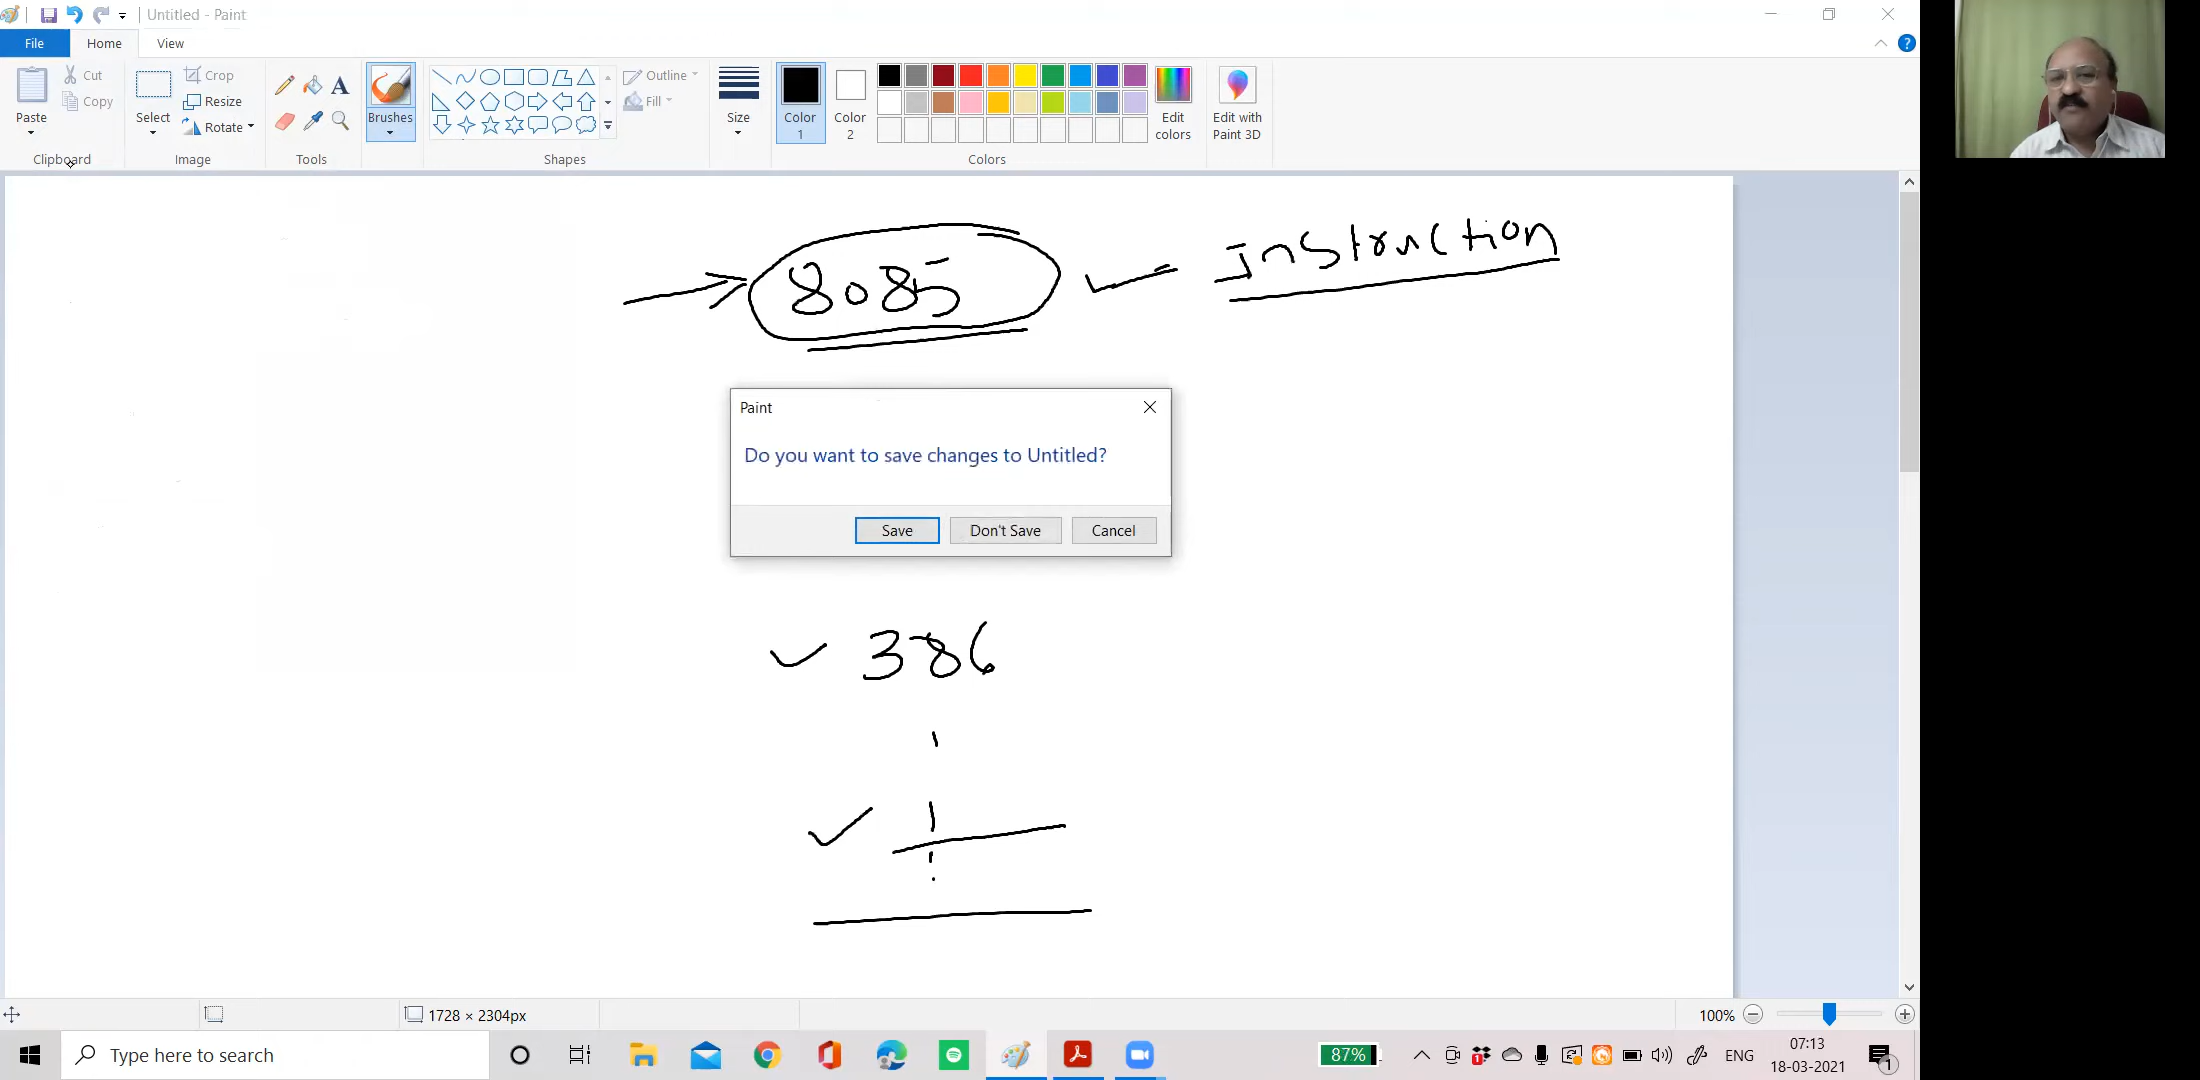 Untitled - Paint
File Home View
Cut
Copy
Paste
Clipboard
Crop
Resize
Rotate
Select
Image
Tools
Brushes
Outline
Fill
Shapes
Size
Color 1
Color 2
Edit colors
Edit with Paint 3D
Colors
8085 Instruction
Paint
Do you want to save changes to Untitled?
Save Don't Save Cancel
386
1728 × 2304px
100%
Type here to search
87%
ENG
07:13
18-03-2021
1
1